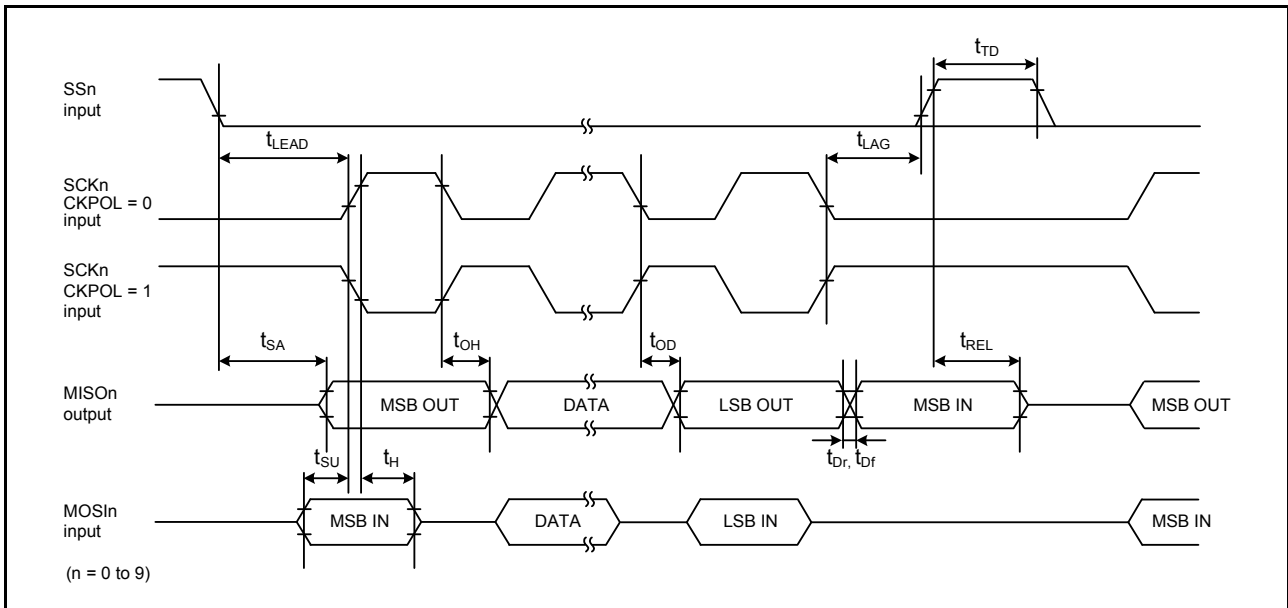 tTD
SSn
input
tLEAD
tLAG
SCKn
CKPOL = 0
input
SCKn
CKPOL = 1
input
tSA
tOH
tOD
tREL
MISOn
output
MSB OUT
DATA
LSB OUT
MSB IN
MSB OUT
tSU
tH
tDr, tDf
MOSIn
input
MSB IN
DATA
LSB IN
MSB IN
(n = 0 to 9)